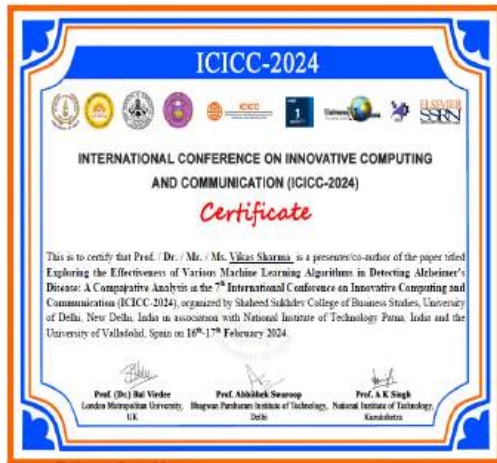 ICICC-2024
ICICC
1
ELSEVIER
SSRN
INTERNATIONAL CONFERENCE ON INNOVATIVE COMPUTING
AND COMMUNICATION (ICICC-2024)
Certificate
This is to certify that Prof. / Dr. / Mr. / Ms. Vikas Sharma is a presenter/co-author of the paper titled
Exploring the Effectiveness of Various Machine Learning Algorithms in Detecting Alzheimer's
Disease: A Comparative Analysis in the 7th International Conference on Innovative Computing and
Communication (ICICC-2024), organized by Shaheed Sukhdev College of Business Studies, University
of Delhi, New Delhi, India in association with National Institute of Technology Patna, India and the
University of Valladolid, Spain on 16th-17th February 2024.
Prof. (Dr.) Bal Virdee
London Metropolitan University,
UK
Prof. Abhishek Swaroop
Bhagwan Parshuram Institute of Technology,
Delhi
Prof. A K Singh
National Institute of Technology,
Kurukshetra